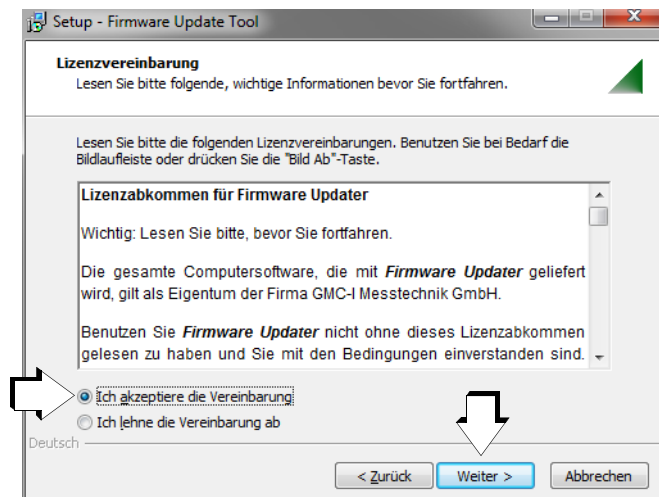 Setup - Firmware Update Tool
Lizenzvereinbarung
Lesen Sie bitte folgende, wichtige Informationen bevor Sie fortfahren.
Lesen Sie bitte die folgenden Lizenzvereinbarungen. Benutzen Sie bei Bedarf die
Bildlaufleiste oder drücken Sie die "Bild Ab"-Taste.
Lizenzabkommen für Firmware Updater
Wichtig: Lesen Sie bitte, bevor Sie fortfahren.
Die gesamte Computersoftware, die mit Firmware Updater geliefert
wird, gilt als Eigentum der Firma GMC-I Messtechnik GmbH.
Benutzen Sie Firmware Updater nicht ohne dieses Lizenzabkommen
gelesen zu haben und Sie mit den Bedingungen einverstanden sind.
Ich akzeptiere die Vereinbarung
Ich lehne die Vereinbarung ab
Deutsch
< Zurück Weiter > Abbrechen